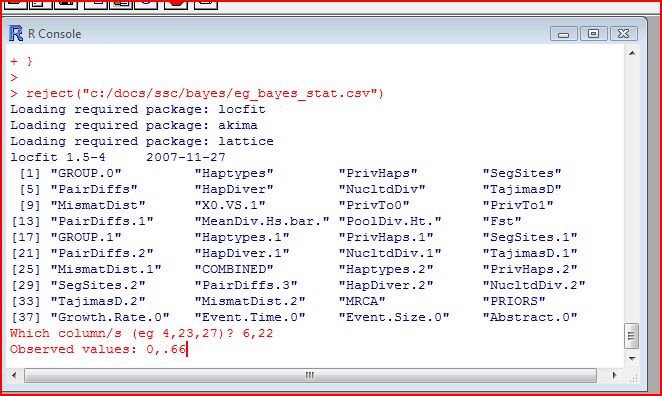 R Console
+ }
>
> reject("c:/docs/ssc/bayes/eg_bayes_stat.csv")
Loading required package: locfit
Loading required package: akima
Loading required package: lattice
locfit 1.5-4     2007-11-27
 [1] "GROUP.0"         "Haptypes"        "PrivHaps"        "SegSites"
 [5] "PairDiffs"       "HapDiver"        "NucltdDiv"       "TajimasD"
 [9] "MismatDist"      "X0.VS.1"         "PrivTo0"         "PrivTo1"
[13] "PairDiffs.1"     "MeanDiv.Hs.bar." "PoolDiv.Ht."     "Fst"
[17] "GROUP.1"         "Haptypes.1"      "PrivHaps.1"      "SegSites.1"
[21] "PairDiffs.2"     "HapDiver.1"      "NucltdDiv.1"     "TajimasD.1"
[25] "MismatDist.1"    "COMBINED"        "Haptypes.2"      "PrivHaps.2"
[29] "SegSites.2"      "PairDiffs.3"     "HapDiver.2"      "NucltdDiv.2"
[33] "TajimasD.2"      "MismatDist.2"    "MRCA"            "PRIORS"
[37] "Growth.Rate.0"   "Event.Time.0"    "Event.Size.0"    "Abstract.0"
Which column/s (eg 4,23,27)? 6,22
Observed values: 0,.66